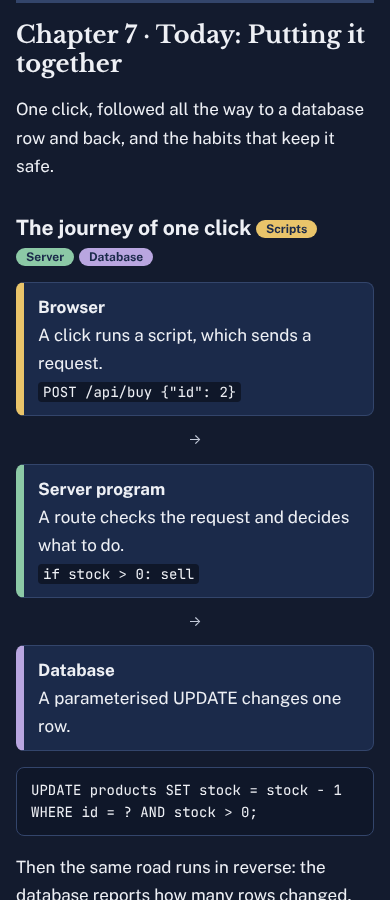 Chapter 7 · Today: Putting it
together
One click, followed all the way to a database
row and back, and the habits that keep it
safe.
The journey of one click Scripts
Server Database
Browser
A click runs a script, which sends a
request.
POST /api/buy {"id": 2}
→
Server program
A route checks the request and decides
what to do.
if stock > 0: sell
→
Database
A parameterised UPDATE changes one
row.
UPDATE products SET stock = stock - 1
WHERE id = ? AND stock > 0;
Then the same road runs in reverse: the
database reports how many rows changed,